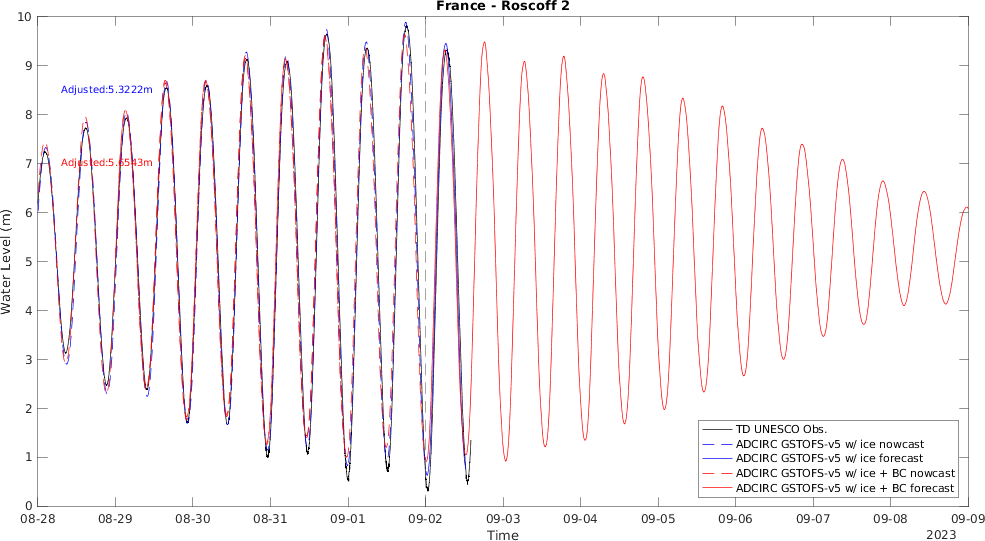 France - Roscoff 2
10
9
8
7
6
5
4
3
2
1
0
Water Level (m)
Adjusted:5.3222m
Adjusted:5.6543m
TD UNESCO Obs.
ADCIRC GSTOFS-v5 w/ ice nowcast
ADCIRC GSTOFS-v5 w/ ice forecast
ADCIRC GSTOFS-v5 w/ ice + BC nowcast
ADCIRC GSTOFS-v5 w/ ice + BC forecast
08-28 08-29 08-30 08-31 09-01 09-02 09-03 09-04 09-05 09-06 09-07 09-08 09-09
Time
2023